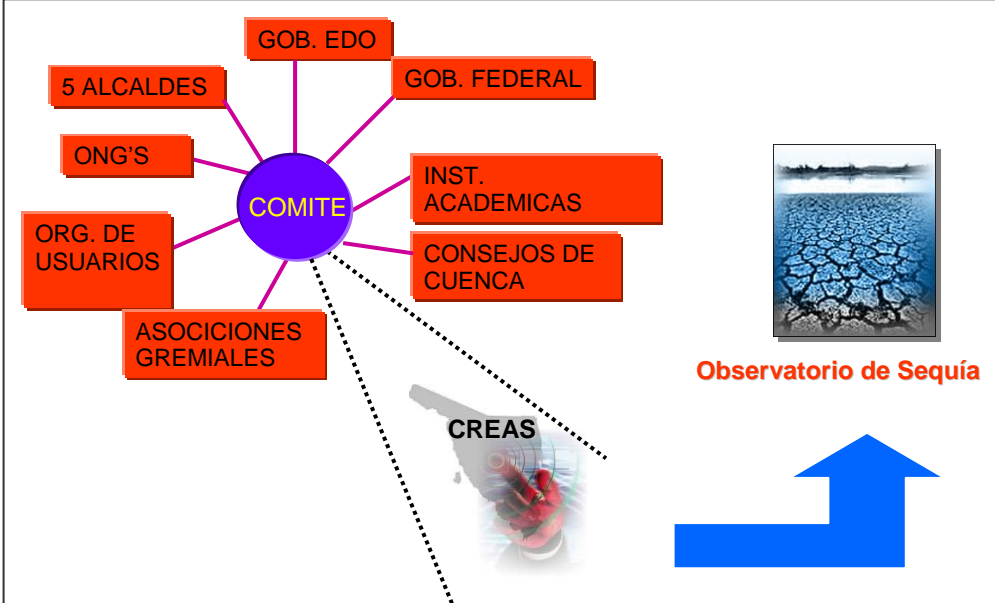 GOB. EDO
GOB. FEDERAL
5 ALCALDES
ONG'S
COMITE
INST.
ACADEMICAS
ORG. DE
USUARIOS
CONSEJOS DE
CUENCA
ASOCICIONES
GREMIALES
Observatorio de Sequía
CREAS